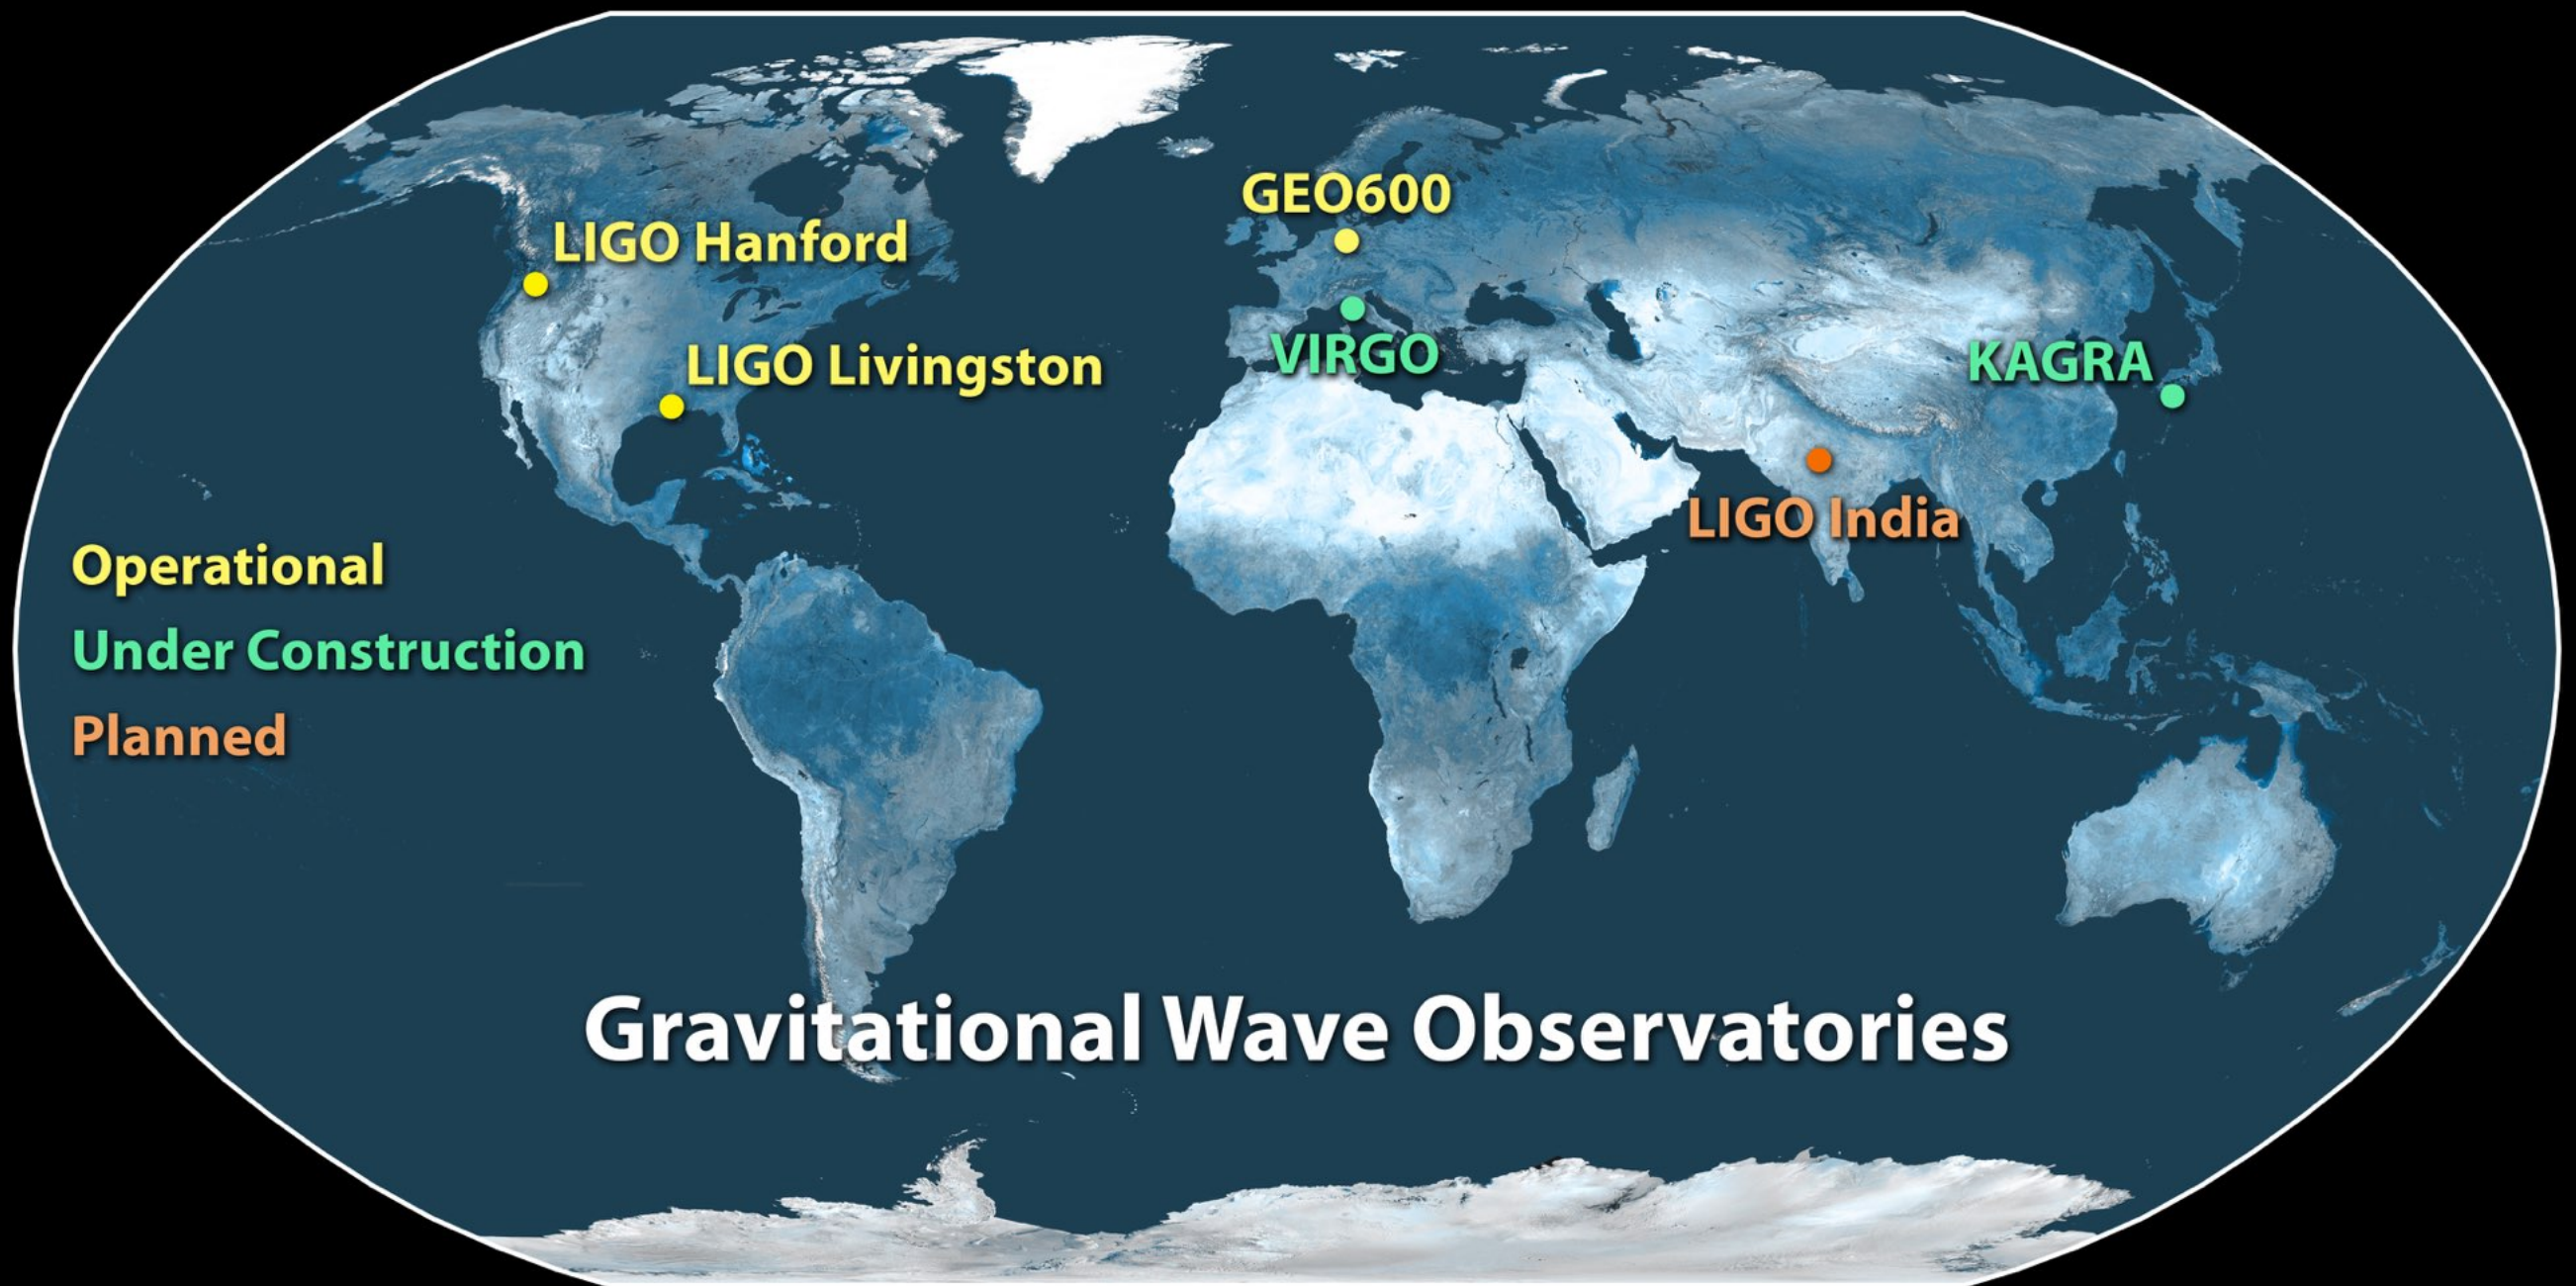 GEO600
LIGO Hanford
LIGO Livingston
VIRGO
KAGRA
LIGO India
Operational
Under Construction
Planned
Gravitational Wave Observatories